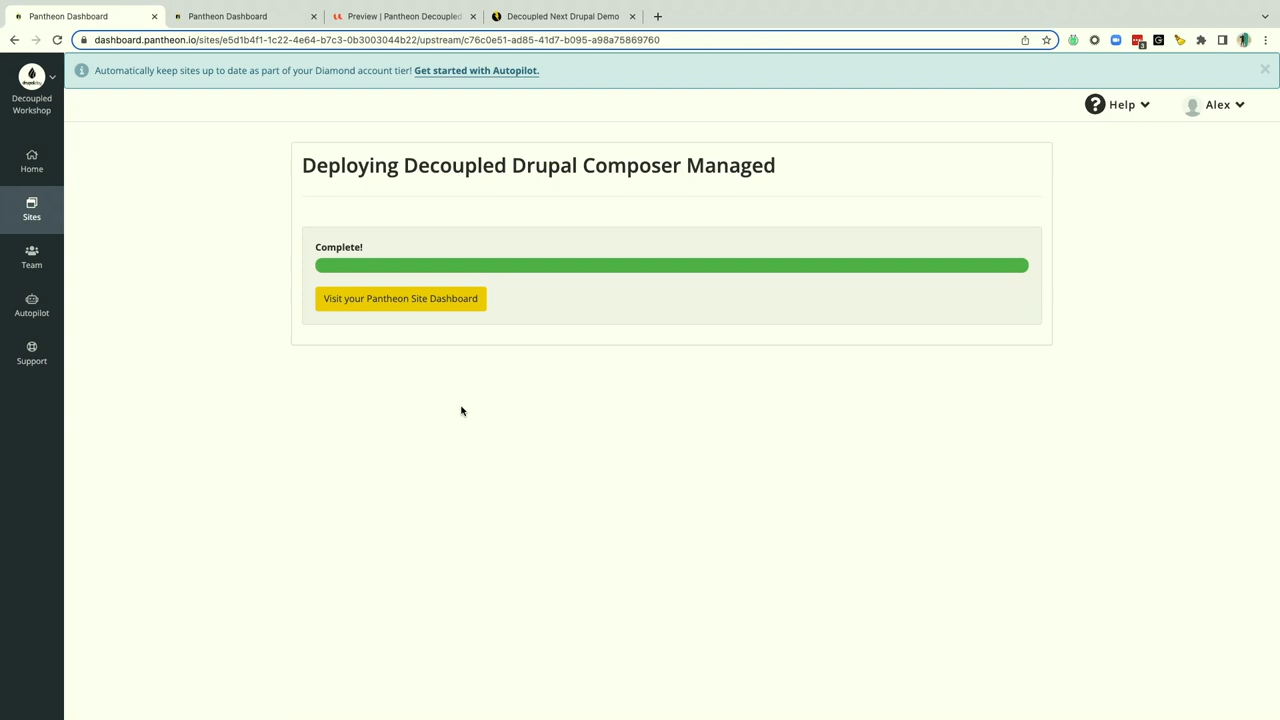 Pantheon Dashboard
Pantheon Dashboard
Preview | Pantheon Decoupled
Decoupled Next Drupal Demo
dashboard.pantheon.io/sites/e5d1b4f1-1c22-4e64-b7c3-0b3003044b22/upstream/c76c0e51-ad85-41d7-b095-a98a75869760
3
Automatically keep sites up to date as part of your Diamond account tier! Get started with Autopilot.
Decoupled
Workshop
Help
Alex
Home
Sites
Team
Autopilot
Support
Deploying Decoupled Drupal Composer Managed
Complete!
Visit your Pantheon Site Dashboard